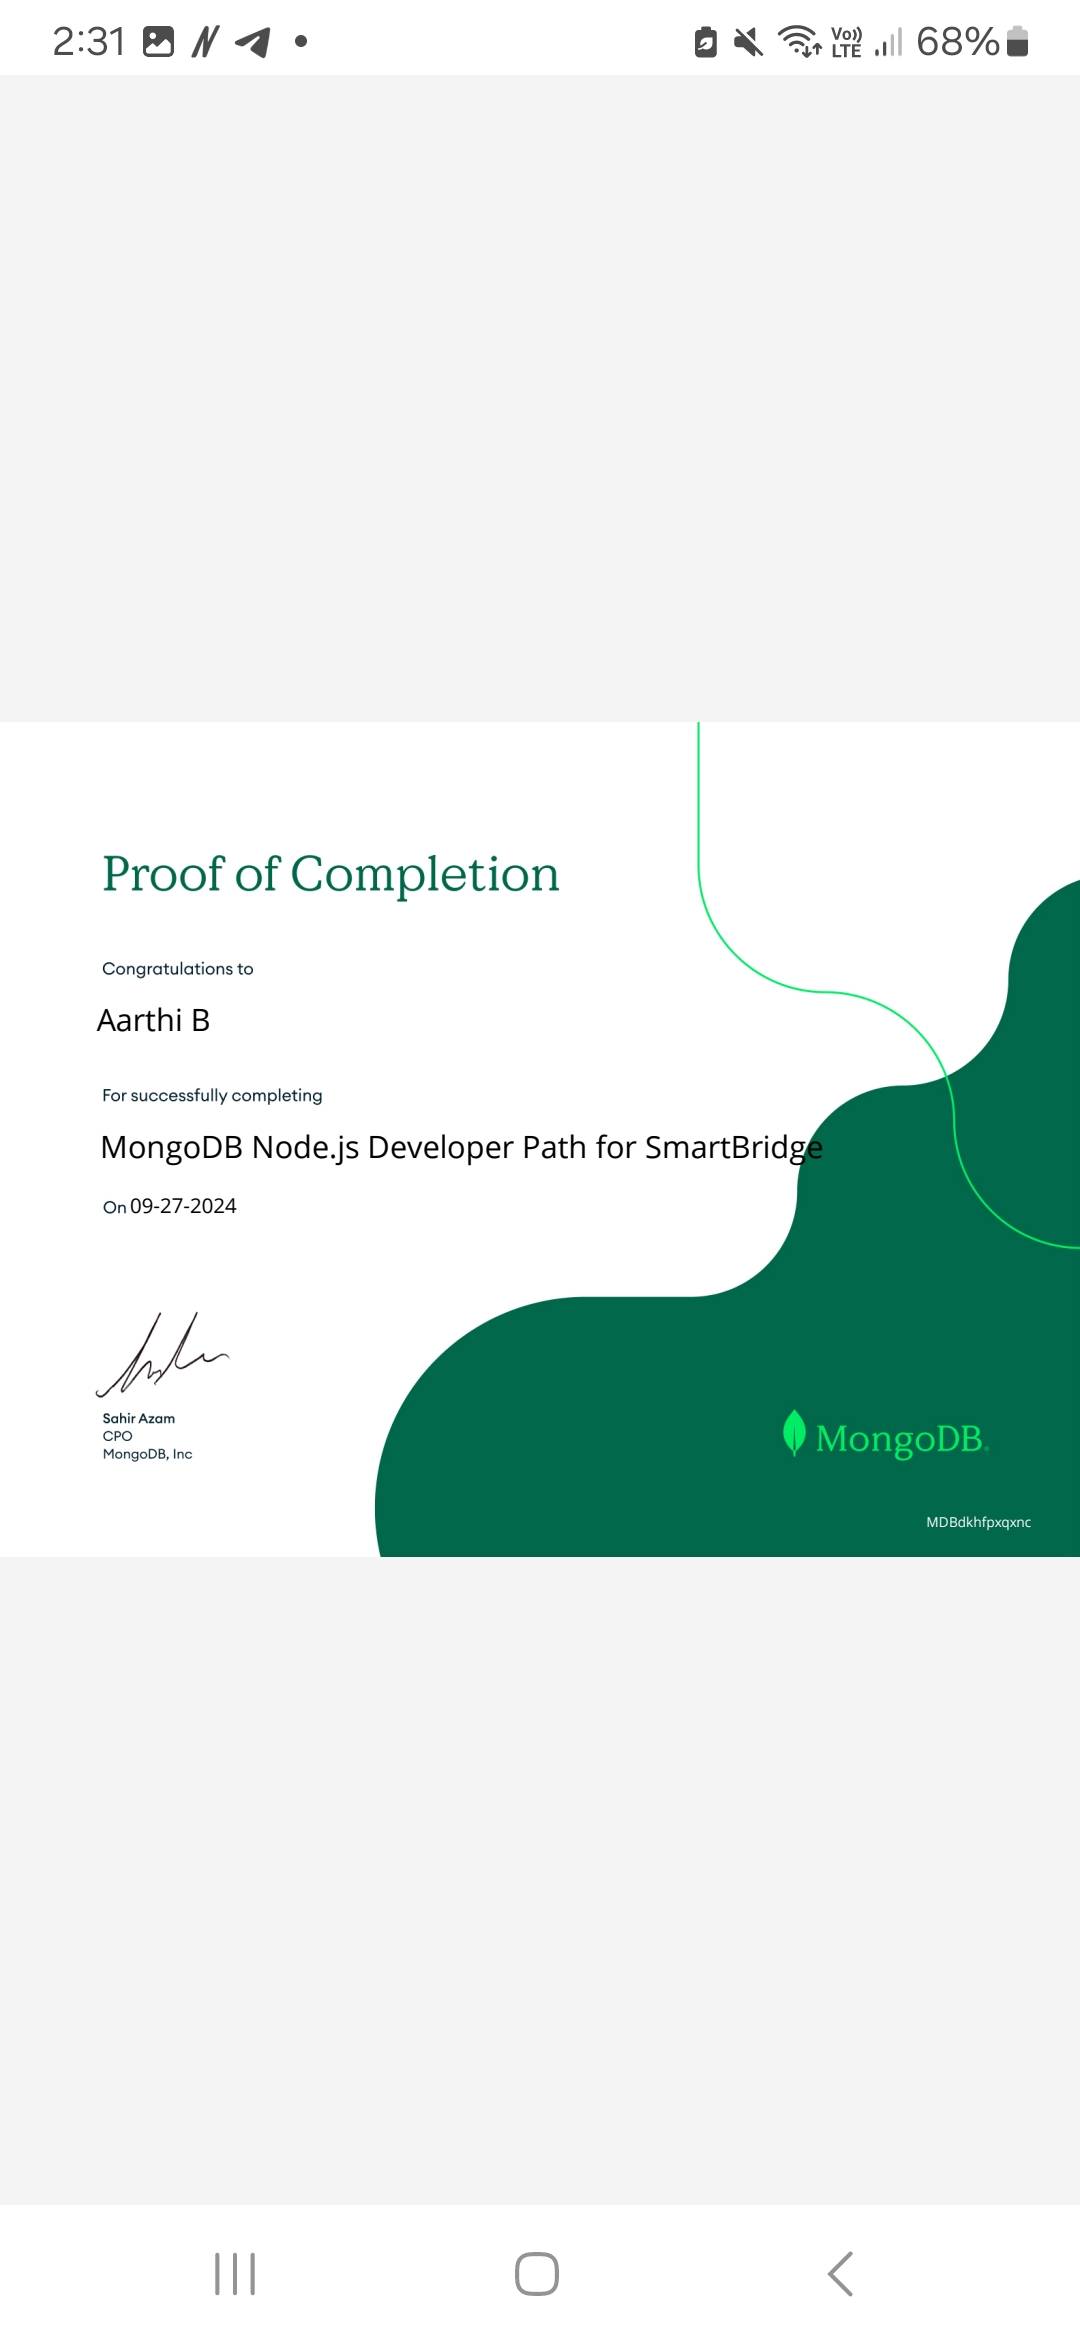 2:31
Vo)) LTE
68%
Proof of Completion
Congratulations to
Aarthi B
For successfully completing
MongoDB Node.js Developer Path for SmartBridge
On 09-27-2024
Sahir Azam
CPO
MongoDB, Inc
MongoDB.
MDBdkhfpxqxnc